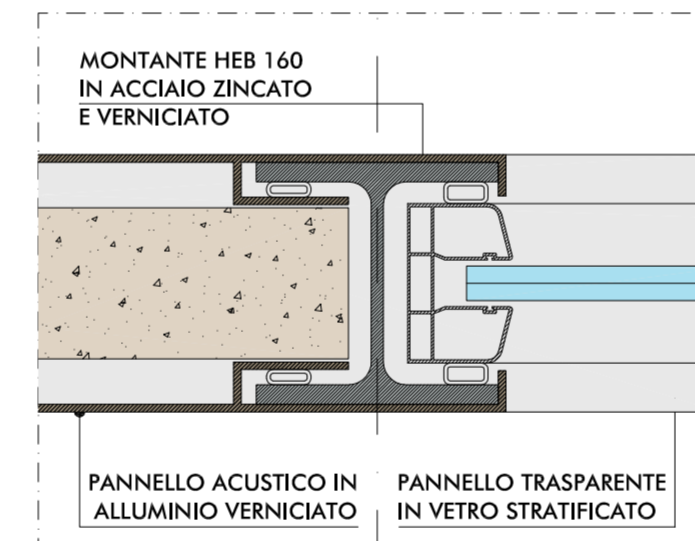 MONTANTE HEB 160
IN ACCIAIO ZINCATO
E VERNICIATO
PANNELLO ACUSTICO IN
ALLUMINIO VERNICIATO
PANNELLO TRASPARENTE
IN VETRO STRATIFICATO